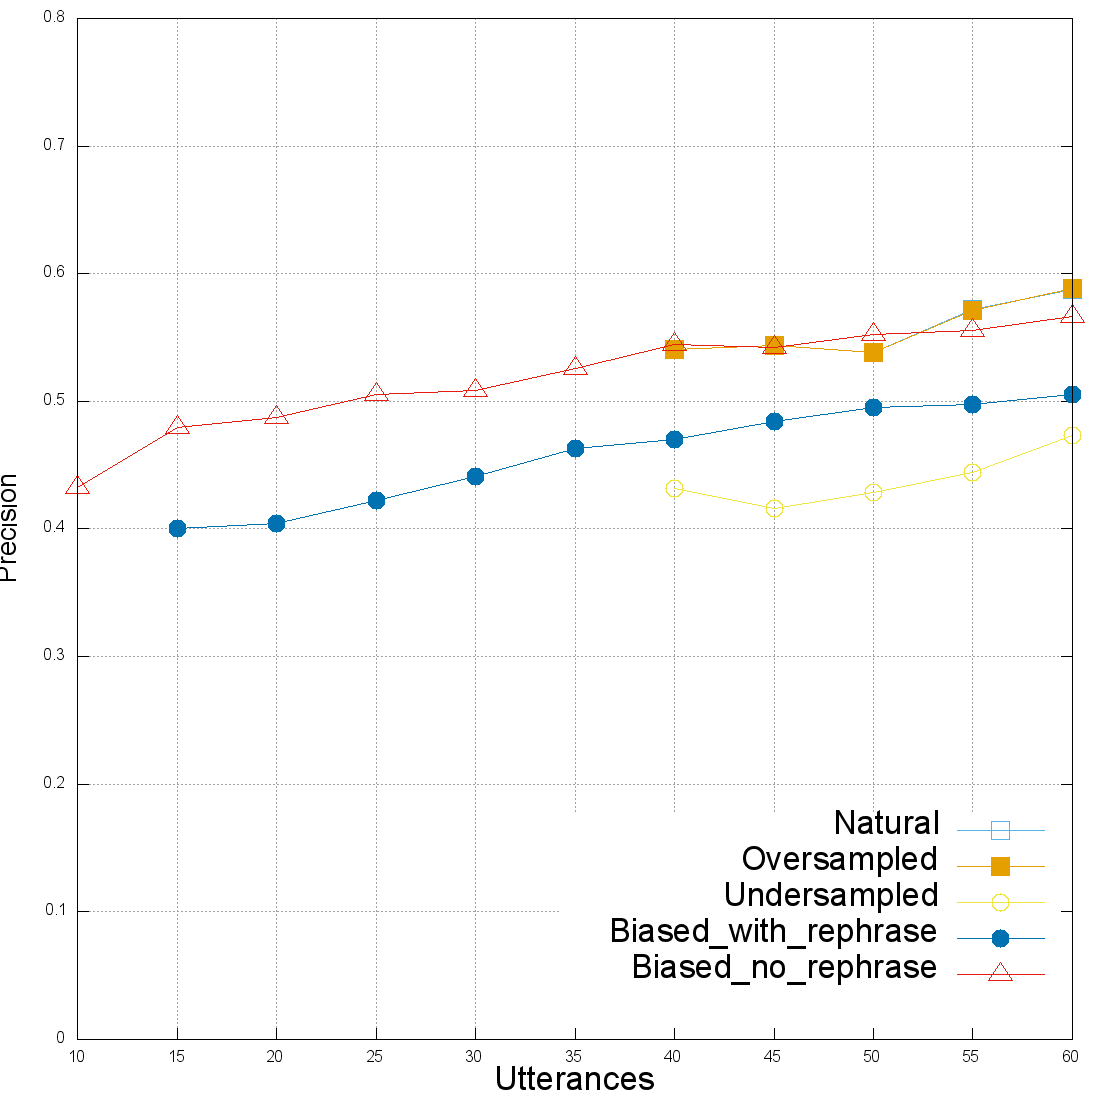 0.8
0.7
0.6
0.5
0.4
0.3
0.2
0.1
0
Precision
Natural
Oversampled
Undersampled
Biased_with_rephrase
Biased_no_rephrase
10 15 20 25 30 35 40 45 50 55 60
Utterances